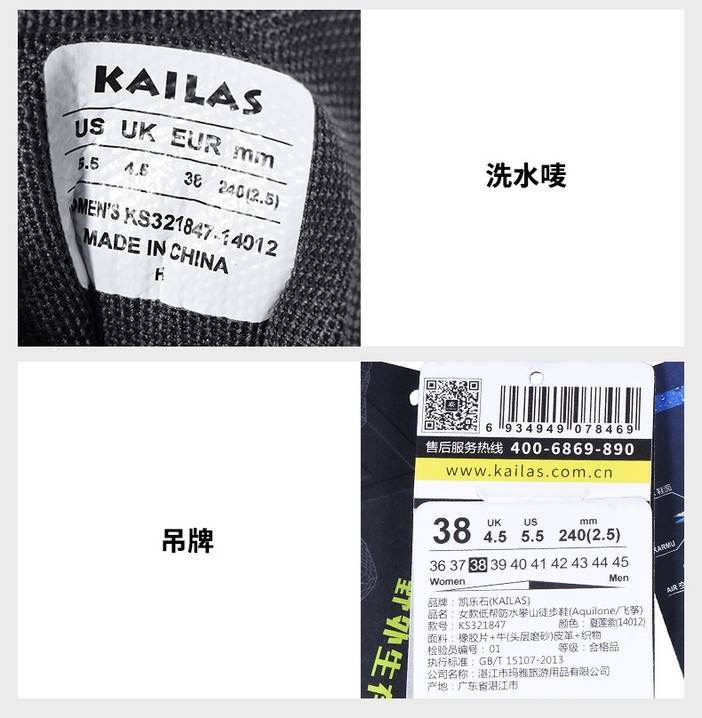 KAILAS
US UK EUR mm
5.5 4.5 38 240(2.5)
OMEN'S KS321847-14012
MADE IN CHINA
H
洗水唛
吊牌
6 934949 078469
售后服务热线 400-6869-890
www.kailas.com.cn
38 UK US mm
4.5 5.5 240(2.5)
36 37 38 39 40 41 42 43 44 45
Women Men
品牌：凯乐石(KAILAS)
品名：女款低帮防水攀山徒步鞋(Aquilone/飞筝)
款号：KS321847 颜色：夏莲紫(14012)
面料：橡胶片+牛(头层磨砂)皮革+织物
检验员编号：01 等级：合格品
执行标准：GB/T 15107-2013
公司名称：湛江市玛雅旅游用品有限公司
产地：广东省湛江市
野外生
KARMU
AIR